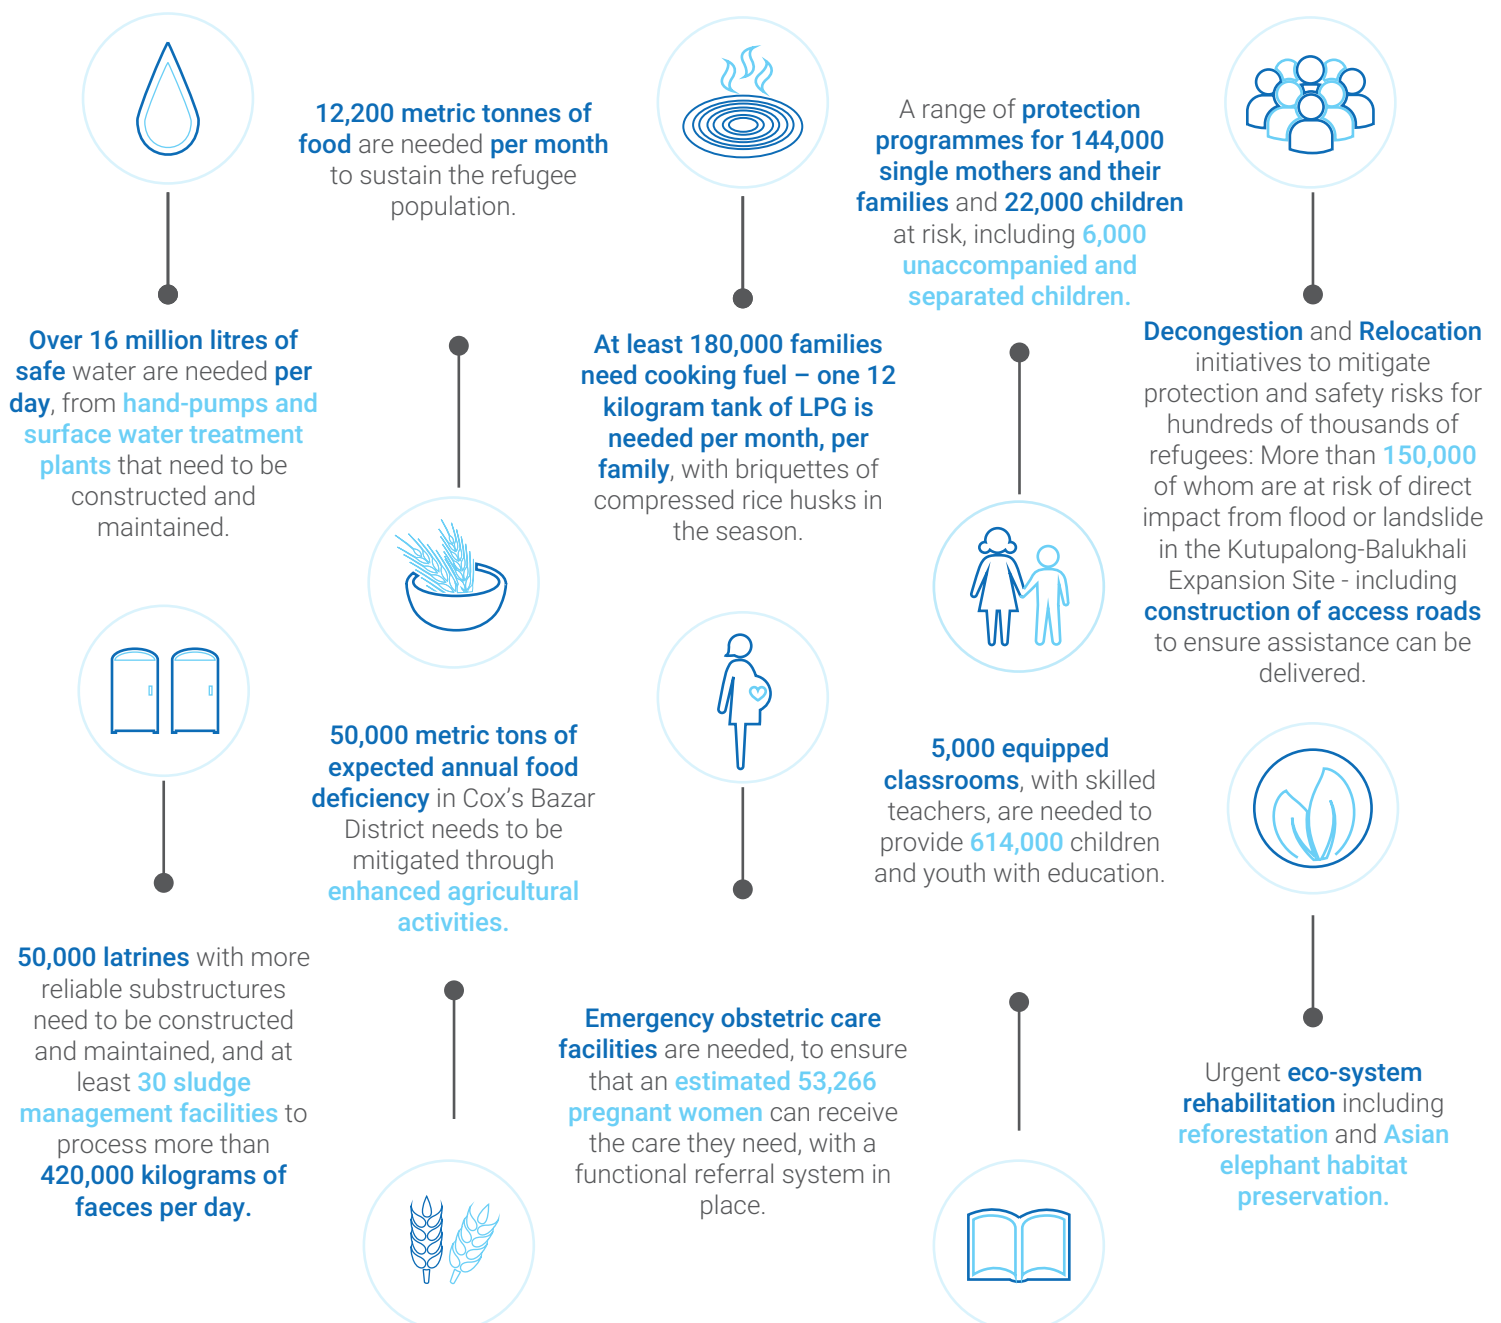 Over 16 million litres of
safe water are needed per
day, from hand-pumps and
surface water treatment
plants that need to be
constructed and
maintained.
50,000 latrines with more
reliable substructures
need to be constructed
and maintained, and at
least 30 sludge
management facilities to
process more than
420,000 kilograms of
faeces per day.
12,200 metric tonnes of
food are needed per month
to sustain the refugee
population.
50,000 metric tons of
expected annual food
deficiency in Cox's Bazar
District needs to be
mitigated through
enhanced agricultural
activities.
At least 180,000 families
need cooking fuel – one 12
kilogram tank of LPG is
needed per month, per
family, with briquettes of
compressed rice husks in
the season.
Emergency obstetric care
facilities are needed, to ensure
that an estimated 53,266
pregnant women can receive
the care they need, with a
functional referral system in
place.
A range of protection
programmes for 144,000
single mothers and their
families and 22,000 children
at risk, including 6,000
unaccompanied and
separated children.
5,000 equipped
classrooms, with skilled
teachers, are needed to
provide 614,000 children
and youth with education.
Decongestion and Relocation
initiatives to mitigate
protection and safety risks for
hundreds of thousands of
refugees: More than 150,000
of whom are at risk of direct
impact from flood or landslide
in the Kutupalong-Balukhali
Expansion Site - including
construction of access roads
to ensure assistance can be
delivered.
Urgent eco-system
rehabilitation including
reforestation and Asian
elephant habitat
preservation.